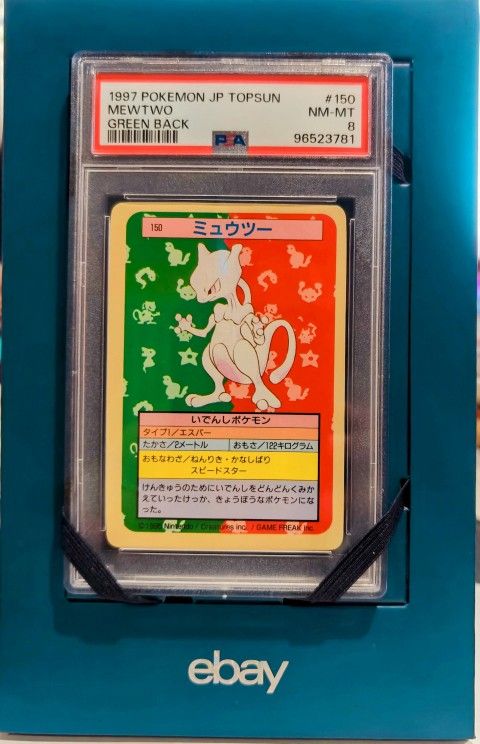 1997 POKEMON JP TOPSUN #150
MEWTWO NM-MT
GREEN BACK 8
PSA 96523781
150 ミュウツー
いでんしポケモン
タイプ1/エスパー
たかさ/2メートル おもさ/122キログラム
おもなわざ/ねんりき・かなしばり
スピードスター
けんきゅうのためにいでんしをどんどんくみか
えていったけっか、きょうぼうなポケモンにな
った。
©1995 Nintendo / Creatures inc. / GAME FREAK inc.
ebay